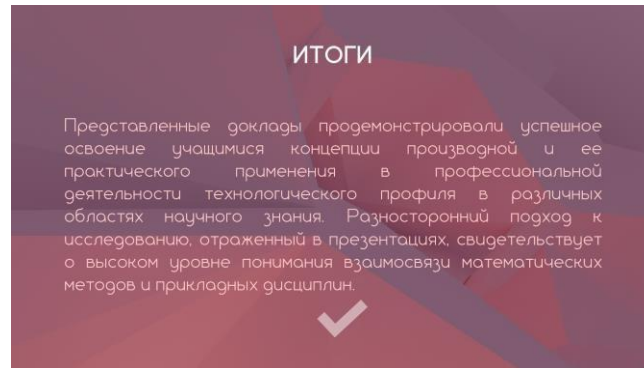 ИТОГИ
Представленные доклады продемонстрировали успешное
освоение учащимися концепции производной и ее
практического применения в профессиональной
деятельности технологического профиля в различных
областях научного знания. Разносторонний подход к
исследованию, отраженный в презентациях, свидетельствует
о высоком уровне понимания взаимосвязи математических
методов и прикладных дисциплин.